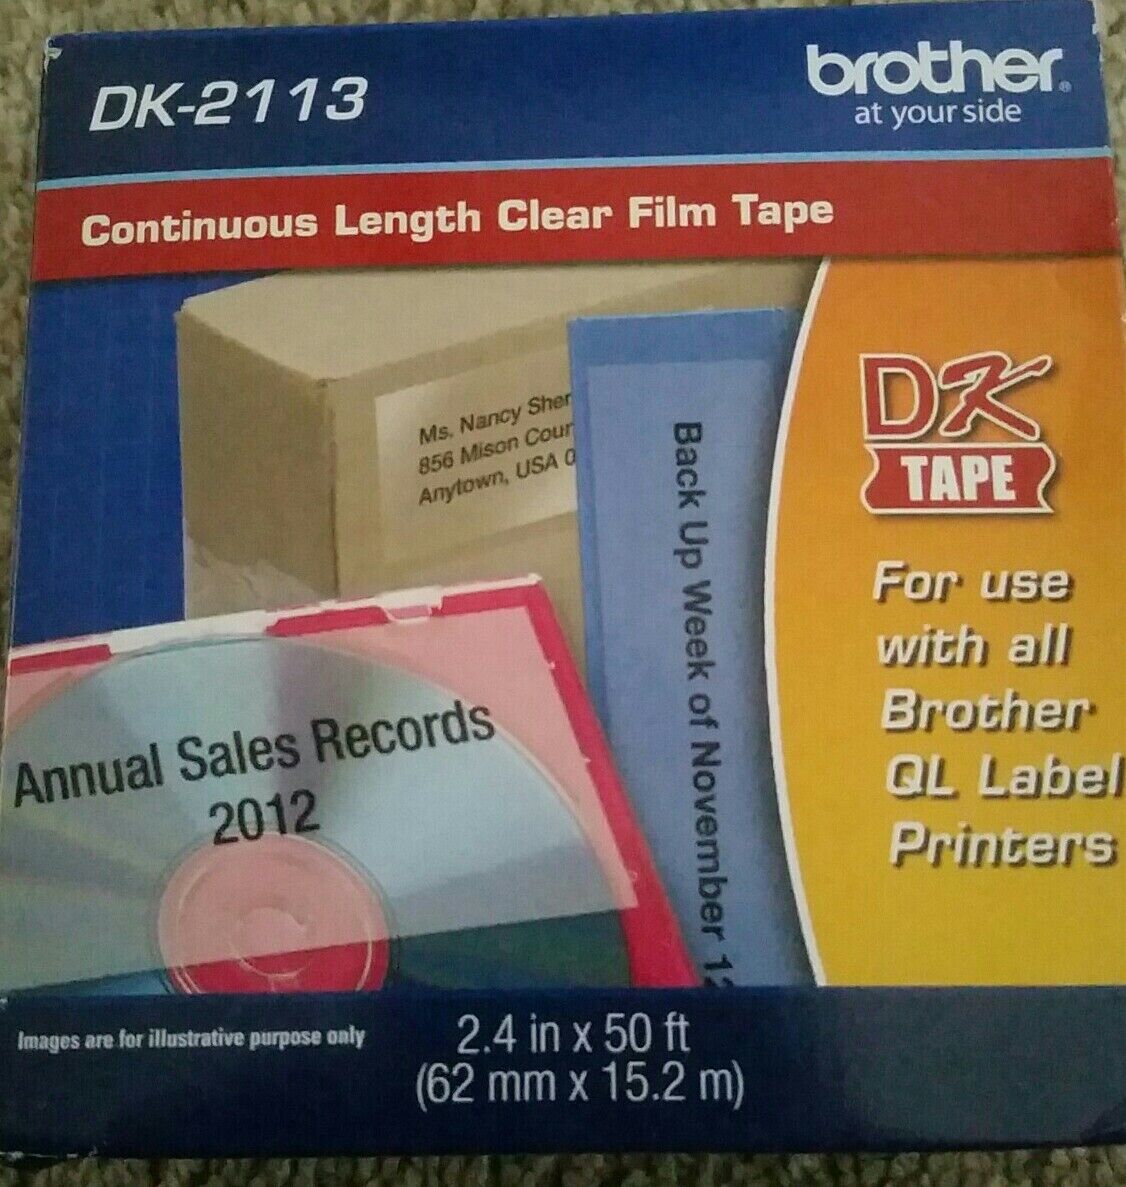 DK-2113
brother®
at your side
Continuous Length Clear Film Tape
Ms. Nancy Sher
856 Mison Cour
Anytown, USA 0
Back Up Week of November 12
DK
TAPE
For use
with all
Brother
QL Label
Printers
Annual Sales Records
2012
Images are for illustrative purpose only
2.4 in x 50 ft
(62 mm x 15.2 m)